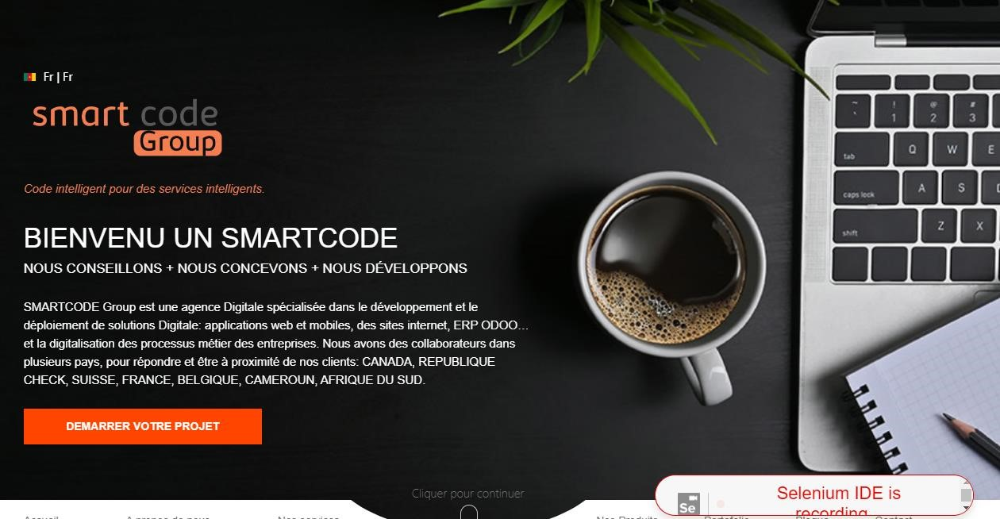 Fr | Fr
smart code
Group
Code intelligent pour des services intelligents.
BIENVENU UN SMARTCODE
NOUS CONSEILLONS + NOUS CONCEVONS + NOUS DÉVELOPPONS
SMARTCODE Group est une agence Digitale spécialisée dans le développement et le
déploiement de solutions Digitale: applications web et mobiles, des sites internet, ERP ODOO...
et la digitalisation des processus métier des entreprises. Nous avons des collaborateurs dans
plusieurs pays, pour répondre et être à proximité de nos clients: CANADA, REPUBLIQUE
CHECK, SUISSE, FRANCE, BELGIQUE, CAMEROUN, AFRIQUE DU SUD.
DEMARRER VOTRE PROJET
Cliquer pour continuer
Se
Selenium IDE is
recording
Accueil A propos de nous Nos services Nos Produits Portofolio Blogue Contact
~ ` ! 1 @ 2 # 3
tab Q W E
caps lock A S D
shift Z X